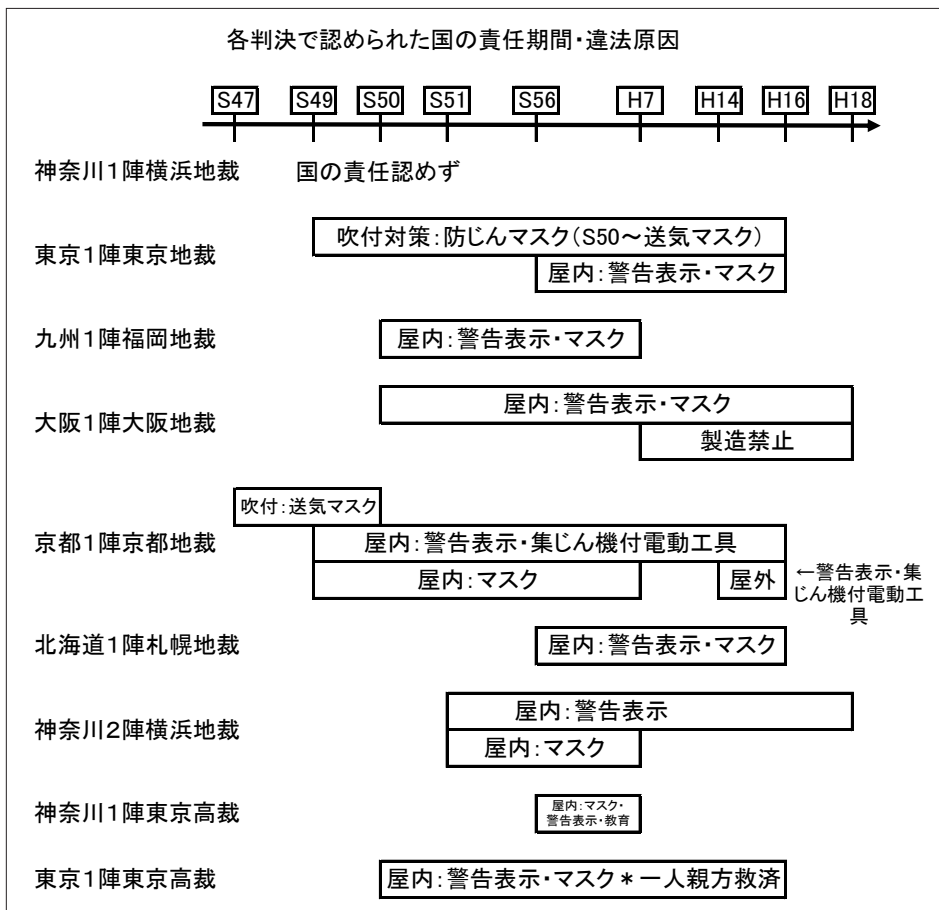 各判決で認められた国の責任期間・違法原因
S47 S49 S50 S51 S56 H7 H14 H16 H18
神奈川1陣横浜地裁 国の責任認めず
東京1陣東京地裁
吹付対策:防じんマスク(S50～送気マスク)
屋内:警告表示・マスク
九州1陣福岡地裁 屋内:警告表示・マスク
大阪1陣大阪地裁
屋内:警告表示・マスク
製造禁止
京都1陣京都地裁
吹付:送気マスク
屋内:警告表示・集じん機付電動工具
屋内:マスク 屋外
←警告表示・集
じん機付電動工
具
北海道1陣札幌地裁 屋内:警告表示・マスク
神奈川2陣横浜地裁
屋内:警告表示
屋内:マスク
神奈川1陣東京高裁
屋内:マスク・
警告表示・教育
東京1陣東京高裁 屋内:警告表示・マスク＊一人親方救済